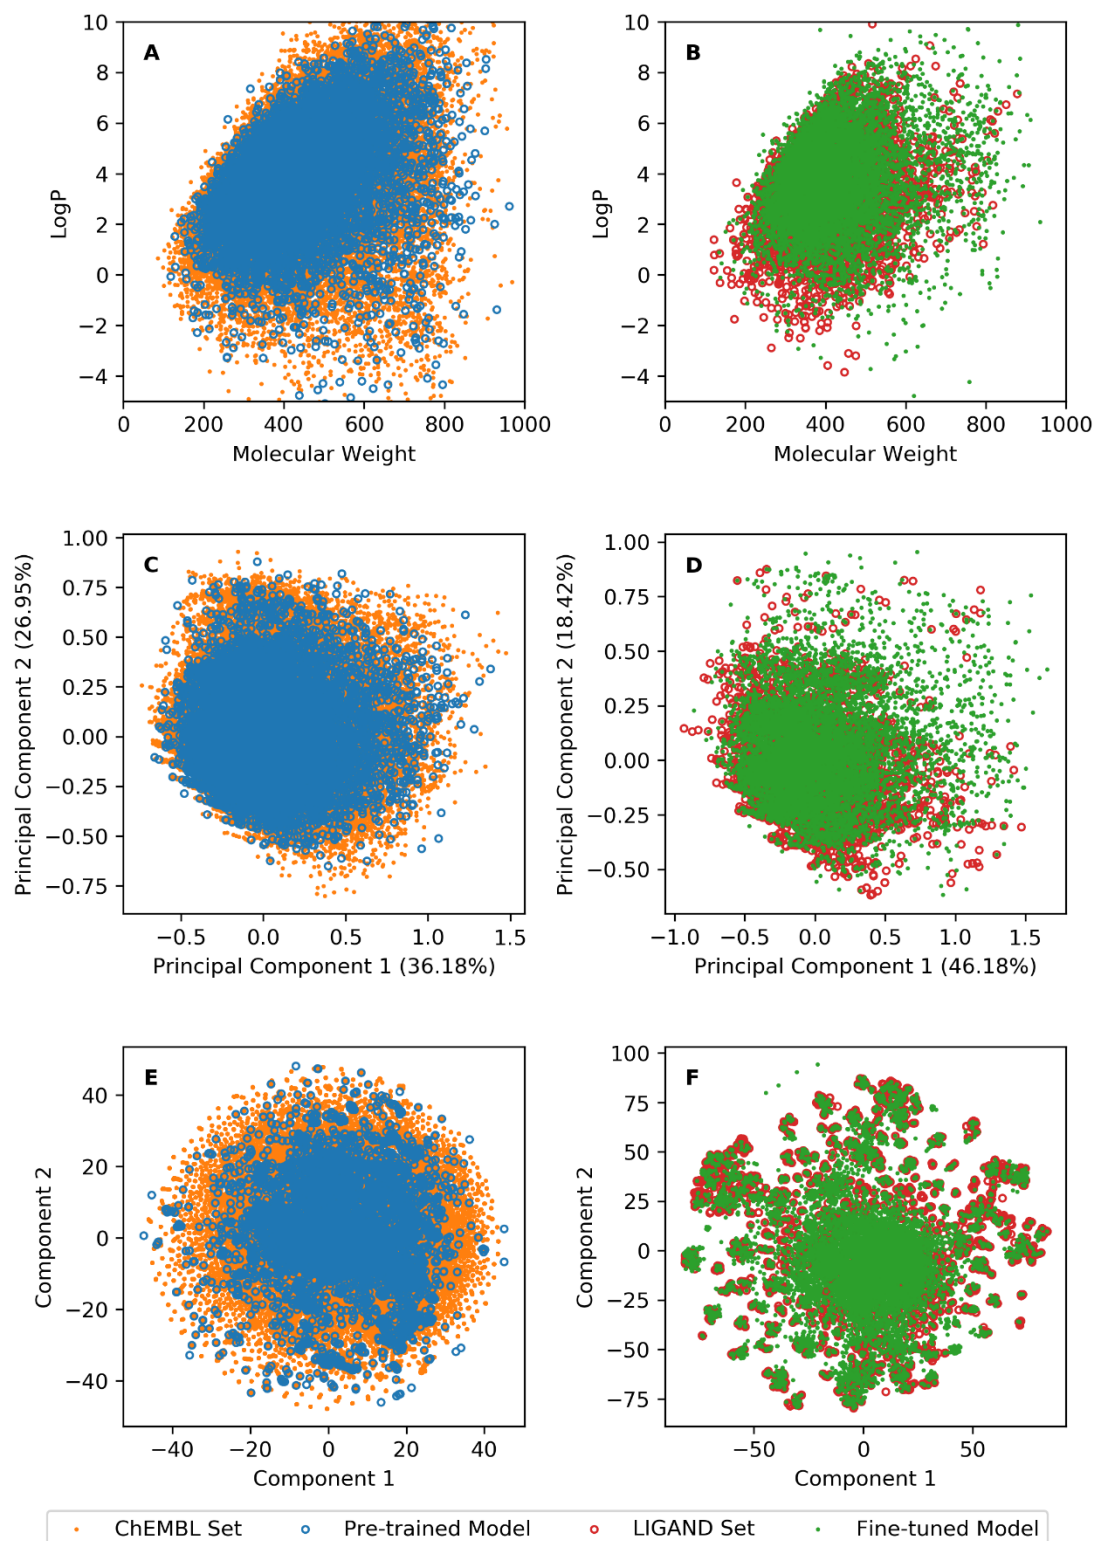 A
10
8
6
4
2
0
−2
−4
LogP
0 200 400 600 800 1000
Molecular Weight
B
10
8
6
4
2
0
−2
−4
LogP
0 200 400 600 800 1000
Molecular Weight
C
1.00
0.75
0.50
0.25
0.00
−0.25
−0.50
−0.75
Principal Component 2 (26.95%)
−0.5 0.0 0.5 1.0 1.5
Principal Component 1 (36.18%)
D
1.00
0.75
0.50
0.25
0.00
−0.25
−0.50
Principal Component 2 (18.42%)
−1.0 −0.5 0.0 0.5 1.0 1.5
Principal Component 1 (46.18%)
E
40
20
0
−20
−40
Component 2
−40 −20 0 20 40
Component 1
F
100
75
50
25
0
−25
−50
−75
Component 2
−50 0 50
Component 1
ChEMBL Set Pre-trained Model LIGAND Set Fine-tuned Model